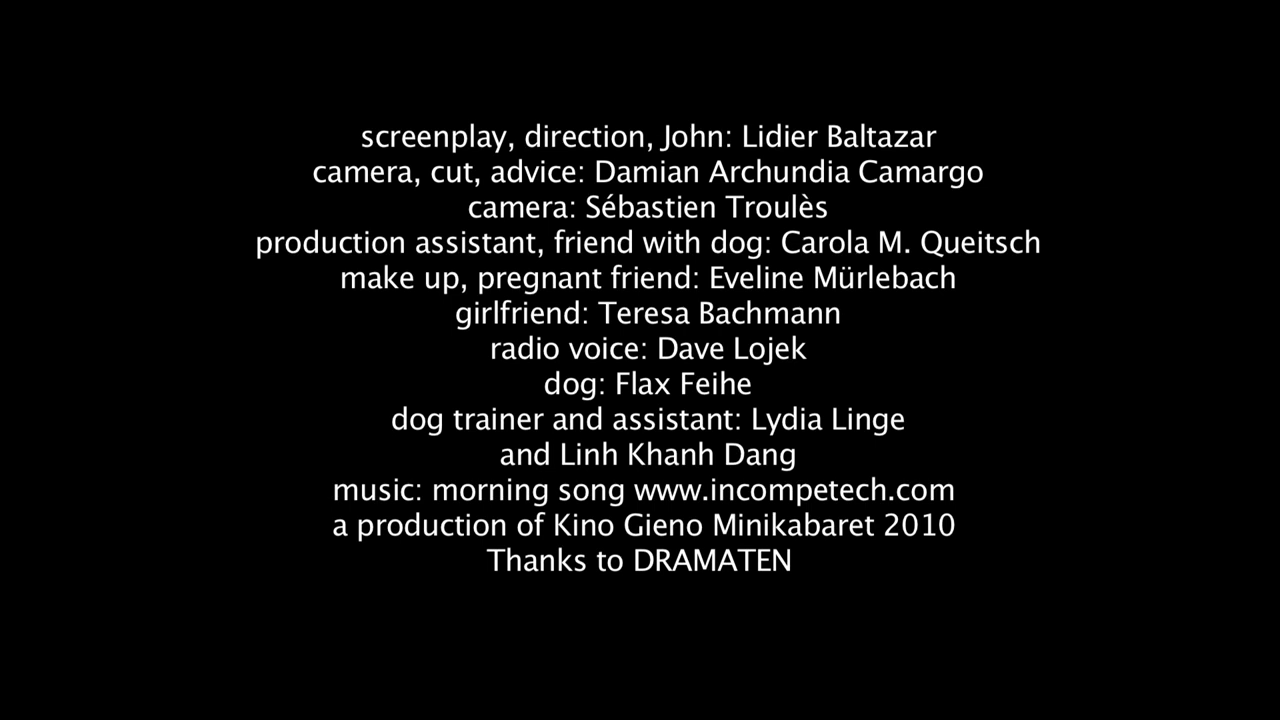 screenplay, direction, John: Lidier Baltazar
camera, cut, advice: Damian Archundia Camargo
camera: Sébastien Troulès
production assistant, friend with dog: Carola M. Queitsch
make up, pregnant friend: Eveline Mürlebach
girlfriend: Teresa Bachmann
radio voice: Dave Lojek
dog: Flax Feihe
dog trainer and assistant: Lydia Linge
and Linh Khanh Dang
music: morning song www.incompetech.com
a production of Kino Gieno Minikabaret 2010
Thanks to DRAMATEN